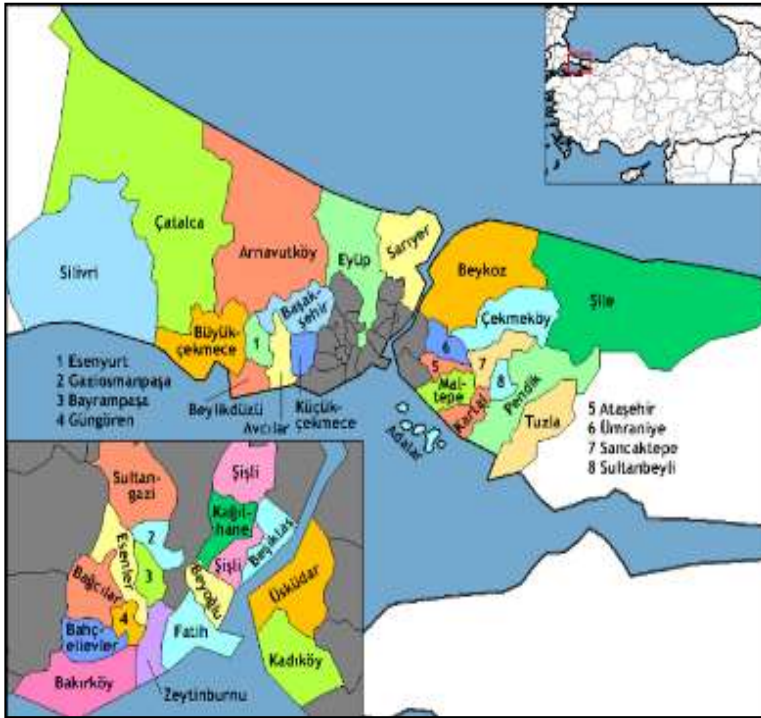 Çatalca
Silivri
Arnavutköy
Eyüp
Sarıyer
Beykoz
Şile
Büyük-
çekmece
1
Başak-
şehir
Çekmeköy
6
5
7
8
Mal-
tepe
Kartal
Pendik
Tuzla
Adalar
Beylikdüzü
Avcılar
Küçük-
çekmece
1 Esenyurt
2 Gaziosmanpaşa
3 Bayrampaşa
4 Güngören
5 Ataşehir
6 Ümraniye
7 Sancaktepe
8 Sultanbeyli
Sultan-
gazi
Şişli
Kağıt-
hane
Beşiktaş
2
Esenler
3
Şişli
Beyoğlu
Üsküdar
Bağcılar
4
Bahç-
elievler
Fatih
Kadıköy
Bakırköy
Zeytinburnu